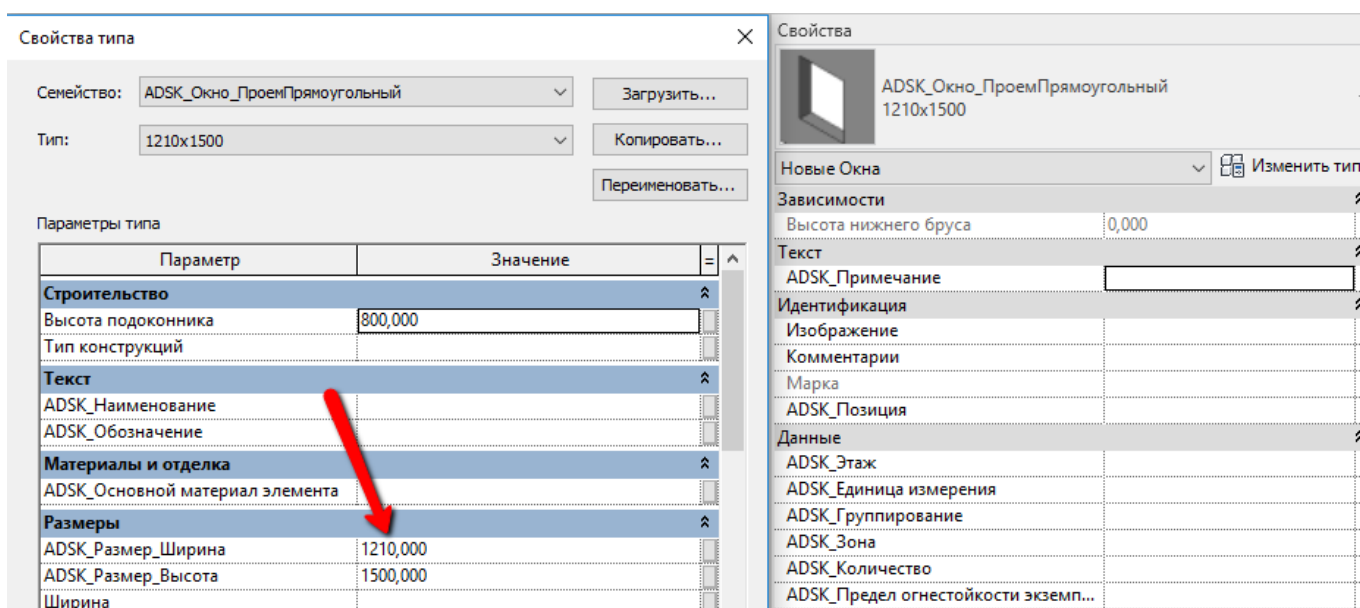 Свойства типа
Семейство: ADSK_Окно_ПроемПрямоугольный Загрузить...
Тип: 1210x1500 Копировать...
Переименовать...
Параметры типа
Параметр Значение =
Строительство
Высота подоконника 800,000
Тип конструкций
Текст
ADSK_Наименование
ADSK_Обозначение
Материалы и отделка
ADSK_Основной материал элемента
Размеры
ADSK_Размер_Ширина 1210,000
ADSK_Размер_Высота 1500,000
Ширина
Свойства
ADSK_Окно_ПроемПрямоугольный
1210x1500
Новые Окна Изменить тип
Зависимости
Высота нижнего бруса 0,000
Текст
ADSK_Примечание
Идентификация
Изображение
Комментарии
Марка
ADSK_Позиция
Данные
ADSK_Этаж
ADSK_Единица измерения
ADSK_Группирование
ADSK_Зона
ADSK_Количество
ADSK_Предел огнестойкости экземп...